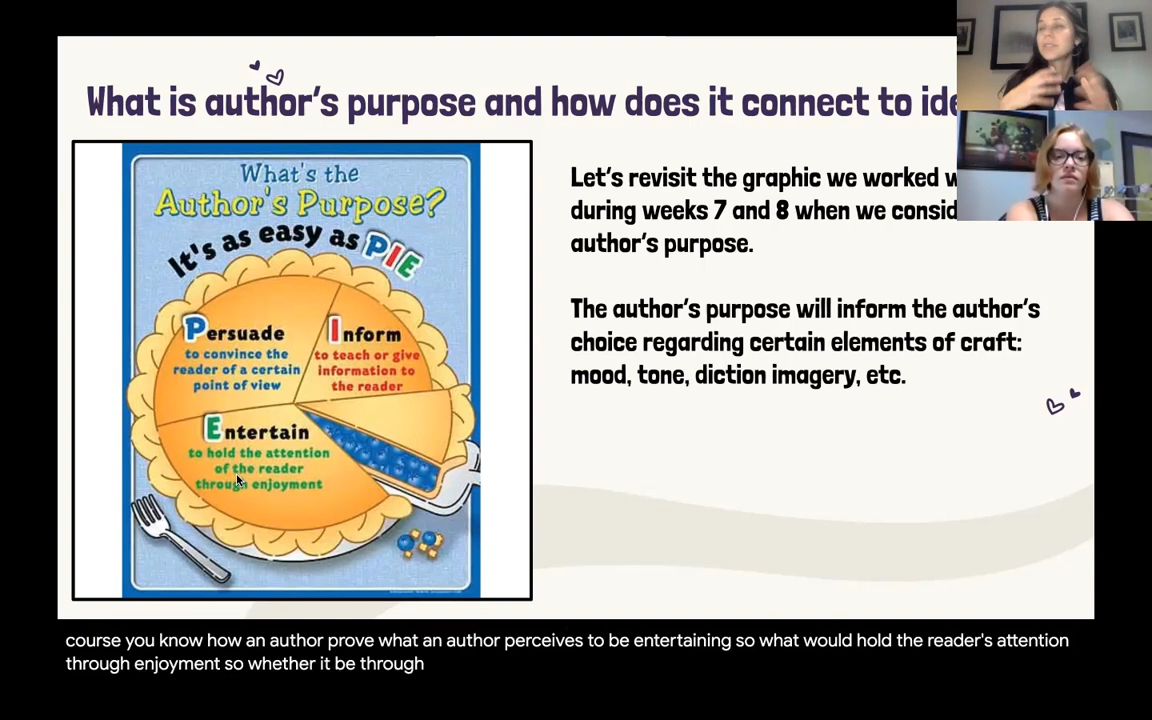 What is author's purpose and how does it connect to ide
What's the
Author's Purpose?
It's as easy as PIE
Persuade
to convince the
reader of a certain
point of view
Inform
to teach or give
information to
the reader
Entertain
to hold the attention
of the reader
through enjoyment
Let's revisit the graphic we worked w
during weeks 7 and 8 when we consid
author's purpose.
The author's purpose will inform the author's
choice regarding certain elements of craft:
mood, tone, diction imagery, etc.
course you know how an author prove what an author perceives to be entertaining so what would hold the reader's attention
through enjoyment so whether it be through